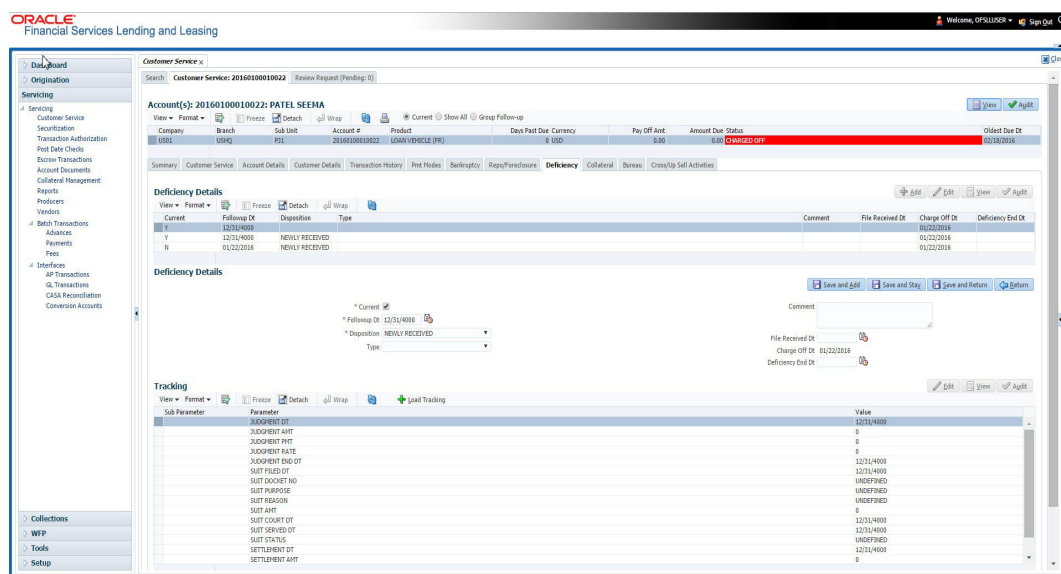 ORACLE
Financial Services Lending and Leasing
Welcome, OFSLLUSER Sign Out
Dashboard
Origination
Servicing
Servicing
Customer Service
Securitization
Transaction Authorization
Post Date Checks
Escrow Transactions
Account Documents
Collateral Management
Reports
Producers
Vendors
Batch Transactions
Advances
Payments
Fees
Interfaces
AP Transactions
GL Transactions
CASA Reconciliation
Conversion Accounts
Collections
WFP
Tools
Setup
Customer Service x
Search Customer Service: 20160100010022 Review Request (Pending: 0)
Account(s): 20160100010022: PATEL SEEMA
View Audit
View Format Freeze Detach Wrap Current Show All Group Follow-up
Company Branch Sub Unit Account # Product Days Past Due Currency Pay Off Amt Amount Due Status Oldest Due Dt
US01 USHQ PJ1 20160100010022 LOAN VEHICLE (FR) 0 USD 0.00 0.00 CHARGED OFF 02/18/2016
Summary Customer Service Account Details Customer Details Transaction History Pmt Modes Bankruptcy Repo/Foreclosure Deficiency Collateral Bureau Cross/Up Sell Activities
Deficiency Details
Add Edit View Audit
View Format Freeze Detach Wrap
Current Followup Dt Disposition Type Comment File Received Dt Charge Off Dt Deficiency End Dt
Y 12/31/4000 01/22/2016
Y 12/31/4000 NEWLY RECEIVED 01/22/2016
N 01/22/2016 NEWLY RECEIVED 01/22/2016
Deficiency Details
Save and Add Save and Stay Save and Return Return
* Current
* Followup Dt 12/31/4000
* Disposition NEWLY RECEIVED
Type
Comment
File Received Dt
Charge Off Dt 01/22/2016
Deficiency End Dt
Tracking
Edit View Audit
View Format Freeze Detach Wrap Load Tracking
Sub Parameter Parameter Value
JUDGMENT DT 12/31/4000
JUDGMENT AMT 0
JUDGMENT PMT 0
JUDGMENT RATE 0
JUDGMENT END DT 12/31/4000
SUIT FILED DT 12/31/4000
SUIT DOCKET NO UNDEFINED
SUIT PURPOSE UNDEFINED
SUIT REASON UNDEFINED
SUIT AMT 0
SUIT COURT DT 12/31/4000
SUIT SERVED DT 12/31/4000
SUIT STATUS UNDEFINED
SETTLEMENT DT 12/31/4000
SETTLEMENT AMT 0